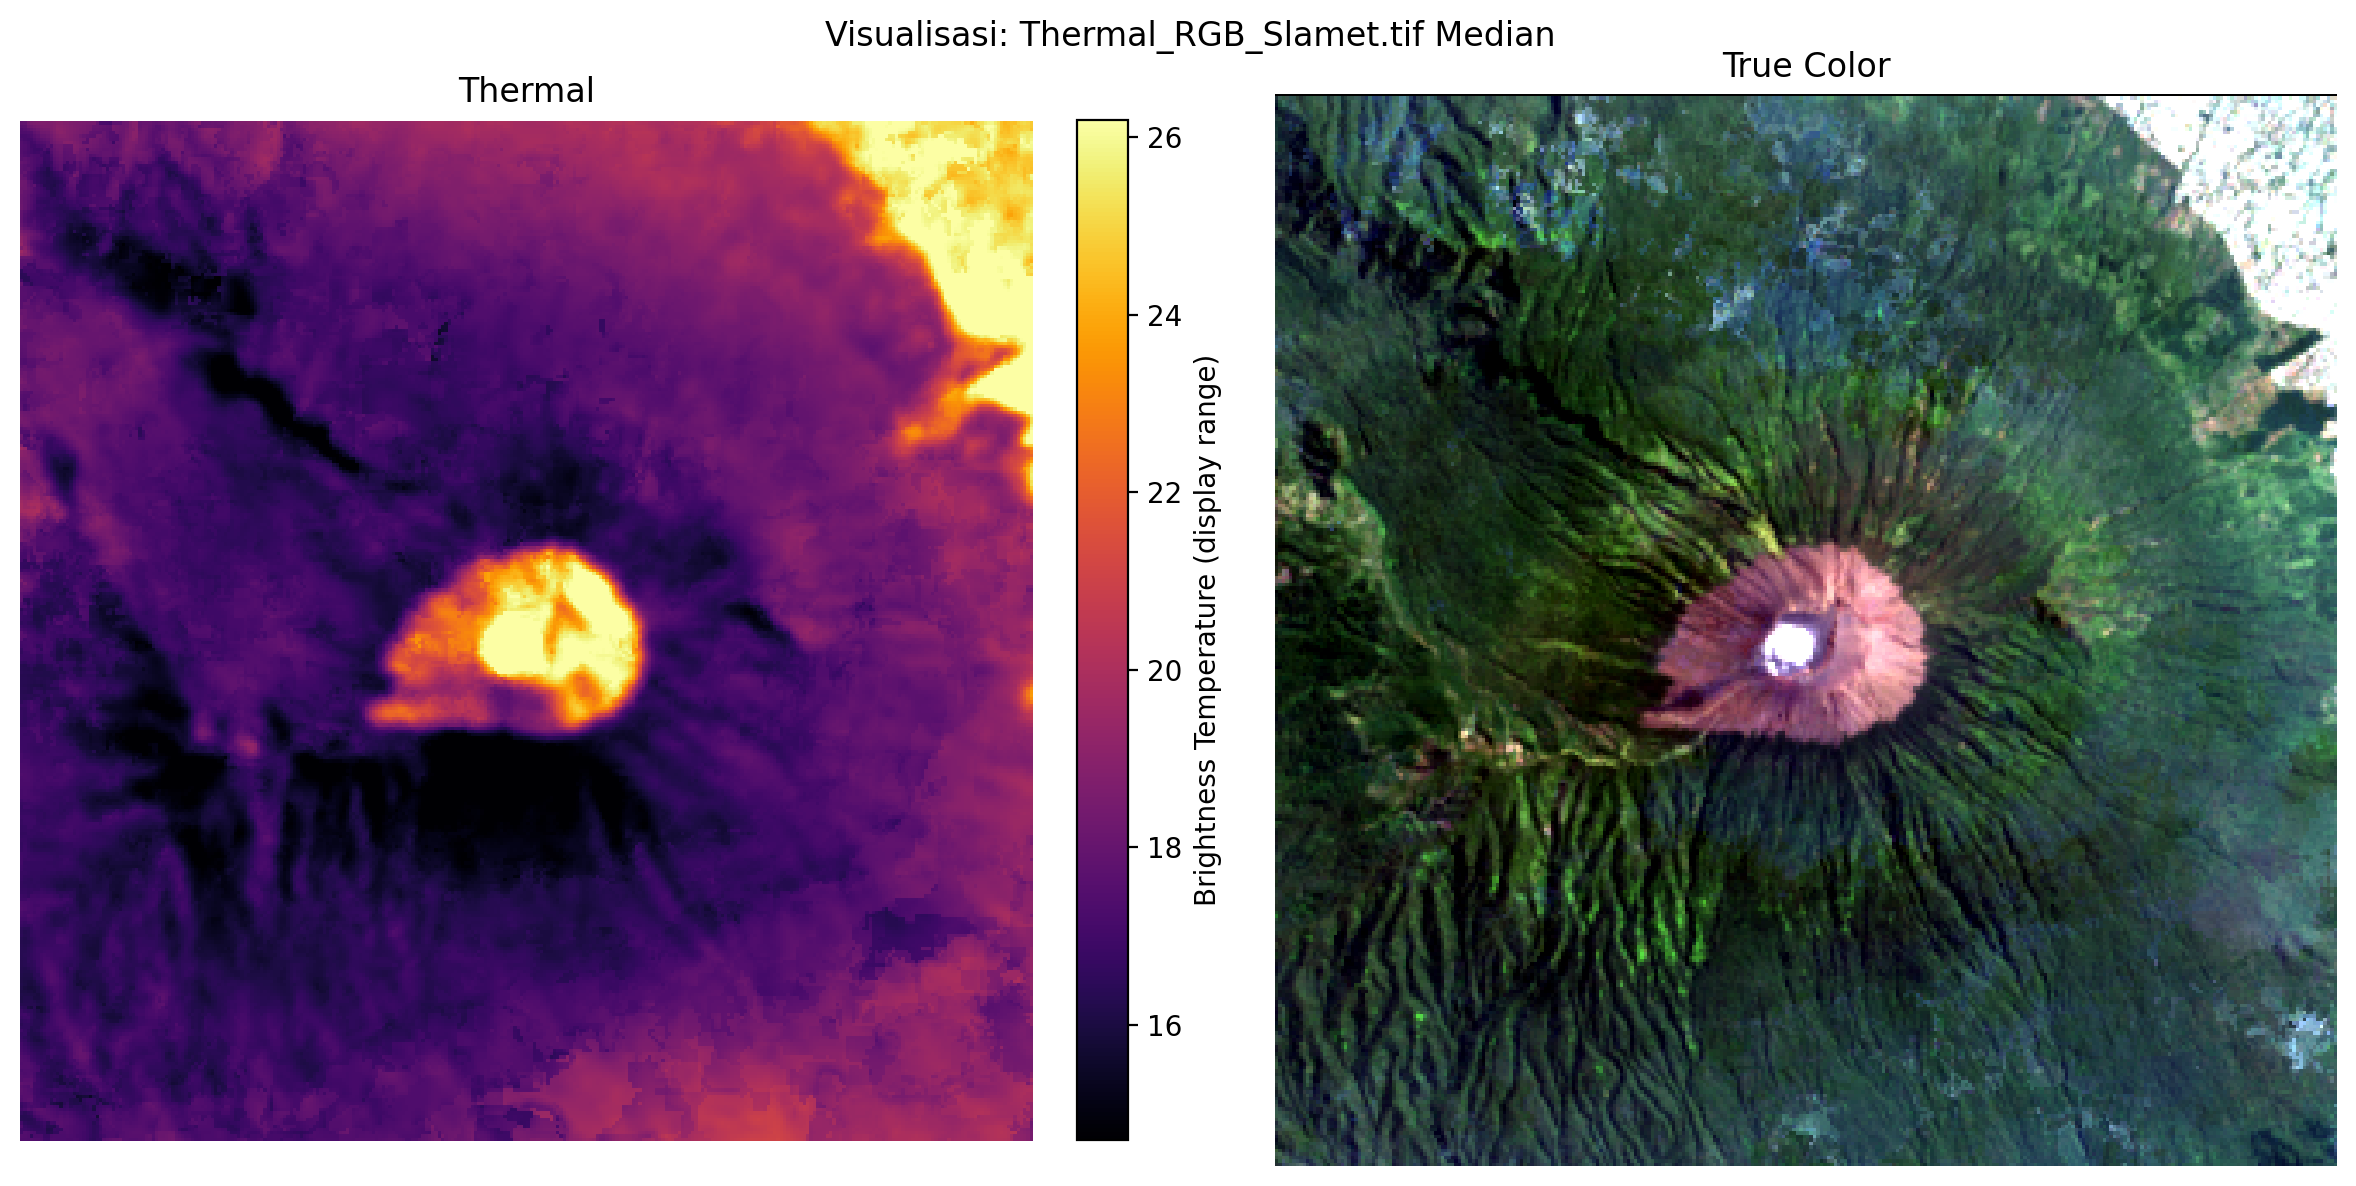 Visualisasi: Thermal_RGB_Slamet.tif Median
Thermal
True Color
26
24
22
20
18
16
Brightness Temperature (display range)